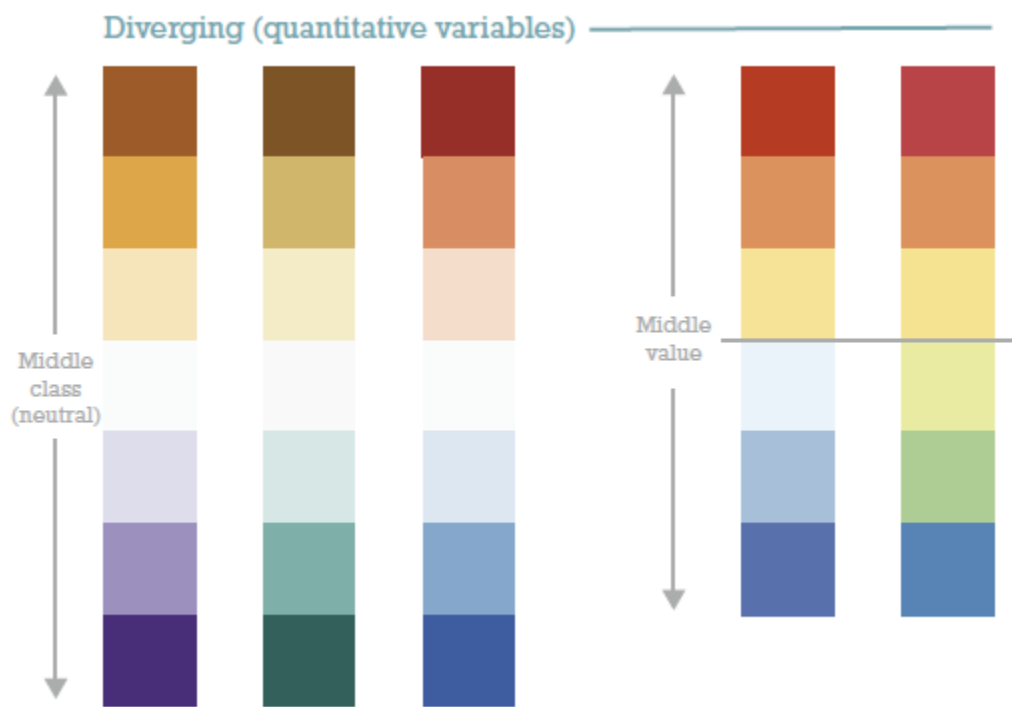 Diverging (quantitative variables)
Middle
class
(neutral)
Middle
value